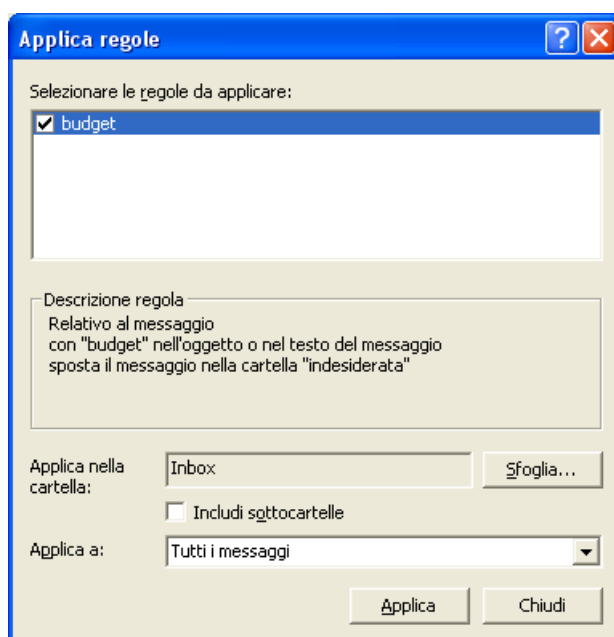 Applica regole
Selezionare le regole da applicare:
budget
Descrizione regola
Relativo al messaggio
con "budget" nell'oggetto o nel testo del messaggio
sposta il messaggio nella cartella "indesiderata"
Applica nella
cartella:
Inbox
Sfoglia...
Includi sottocartelle
Applica a:
Tutti i messaggi
Applica
Chiudi